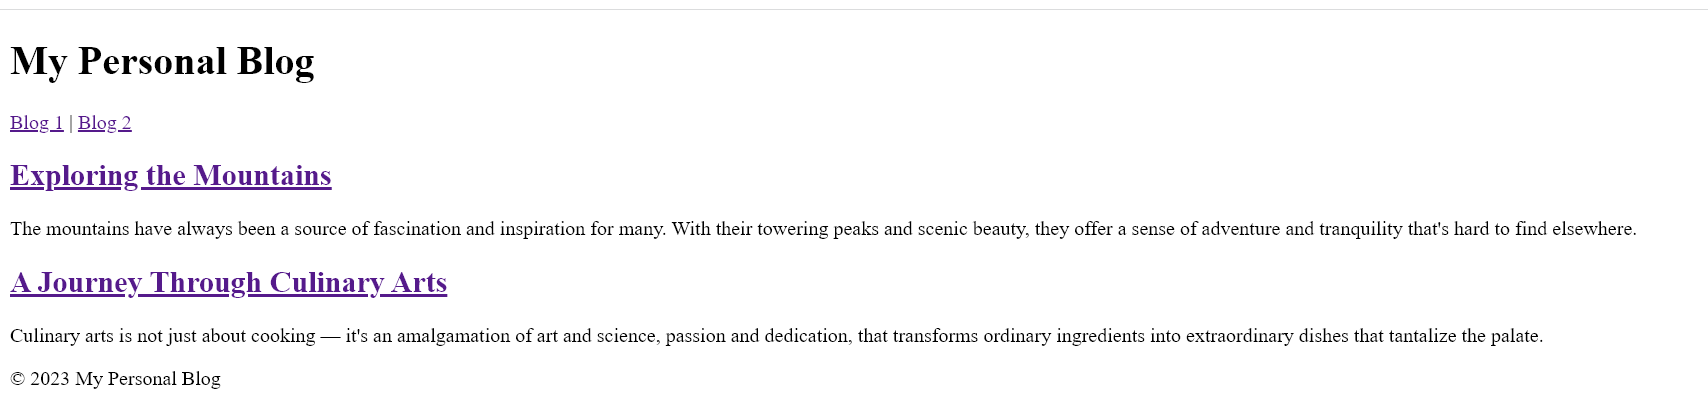 My Personal Blog
Blog 1 | Blog 2
Exploring the Mountains
The mountains have always been a source of fascination and inspiration for many. With their towering peaks and scenic beauty, they offer a sense of adventure and tranquility that's hard to find elsewhere.
A Journey Through Culinary Arts
Culinary arts is not just about cooking — it's an amalgamation of art and science, passion and dedication, that transforms ordinary ingredients into extraordinary dishes that tantalize the palate.
© 2023 My Personal Blog